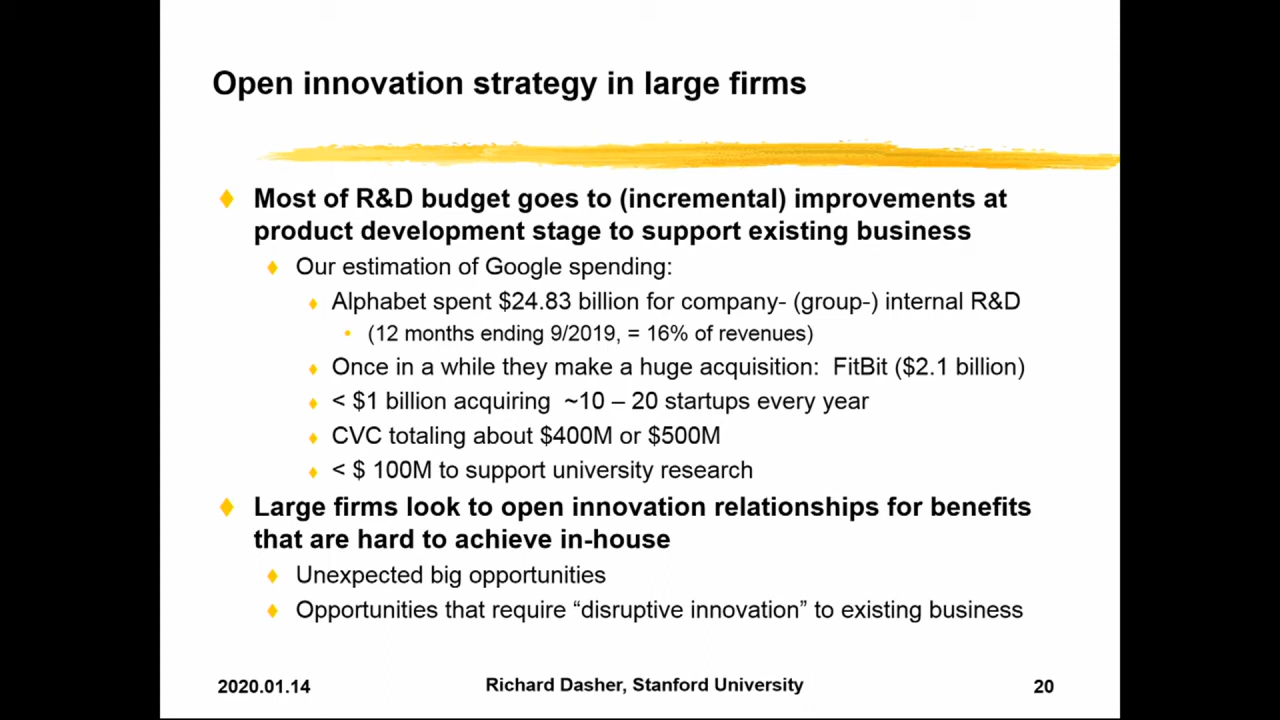 Open innovation strategy in large firms
Most of R&D budget goes to (incremental) improvements at
product development stage to support existing business
Our estimation of Google spending:
Alphabet spent $24.83 billion for company- (group-) internal R&D
(12 months ending 9/2019, = 16% of revenues)
Once in a while they make a huge acquisition:  FitBit ($2.1 billion)
< $1 billion acquiring  ~10 – 20 startups every year
CVC totaling about $400M or $500M
< $ 100M to support university research
Large firms look to open innovation relationships for benefits
that are hard to achieve in-house
Unexpected big opportunities
Opportunities that require “disruptive innovation” to existing business
2020.01.14
Richard Dasher, Stanford University
20